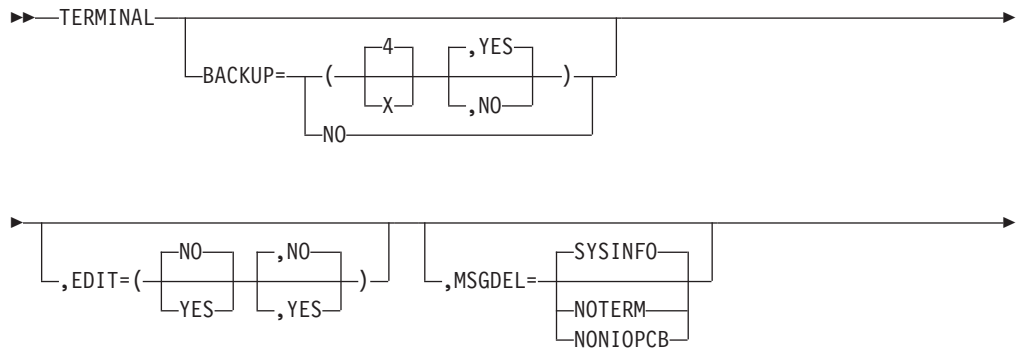 TERMINAL
4 ,YES
BACKUP= ( )
X ,NO
NO
NO ,NO SYSINFO
,EDIT=( ) ,MSGDEL=
YES ,YES NOTERM
NONIOPCB